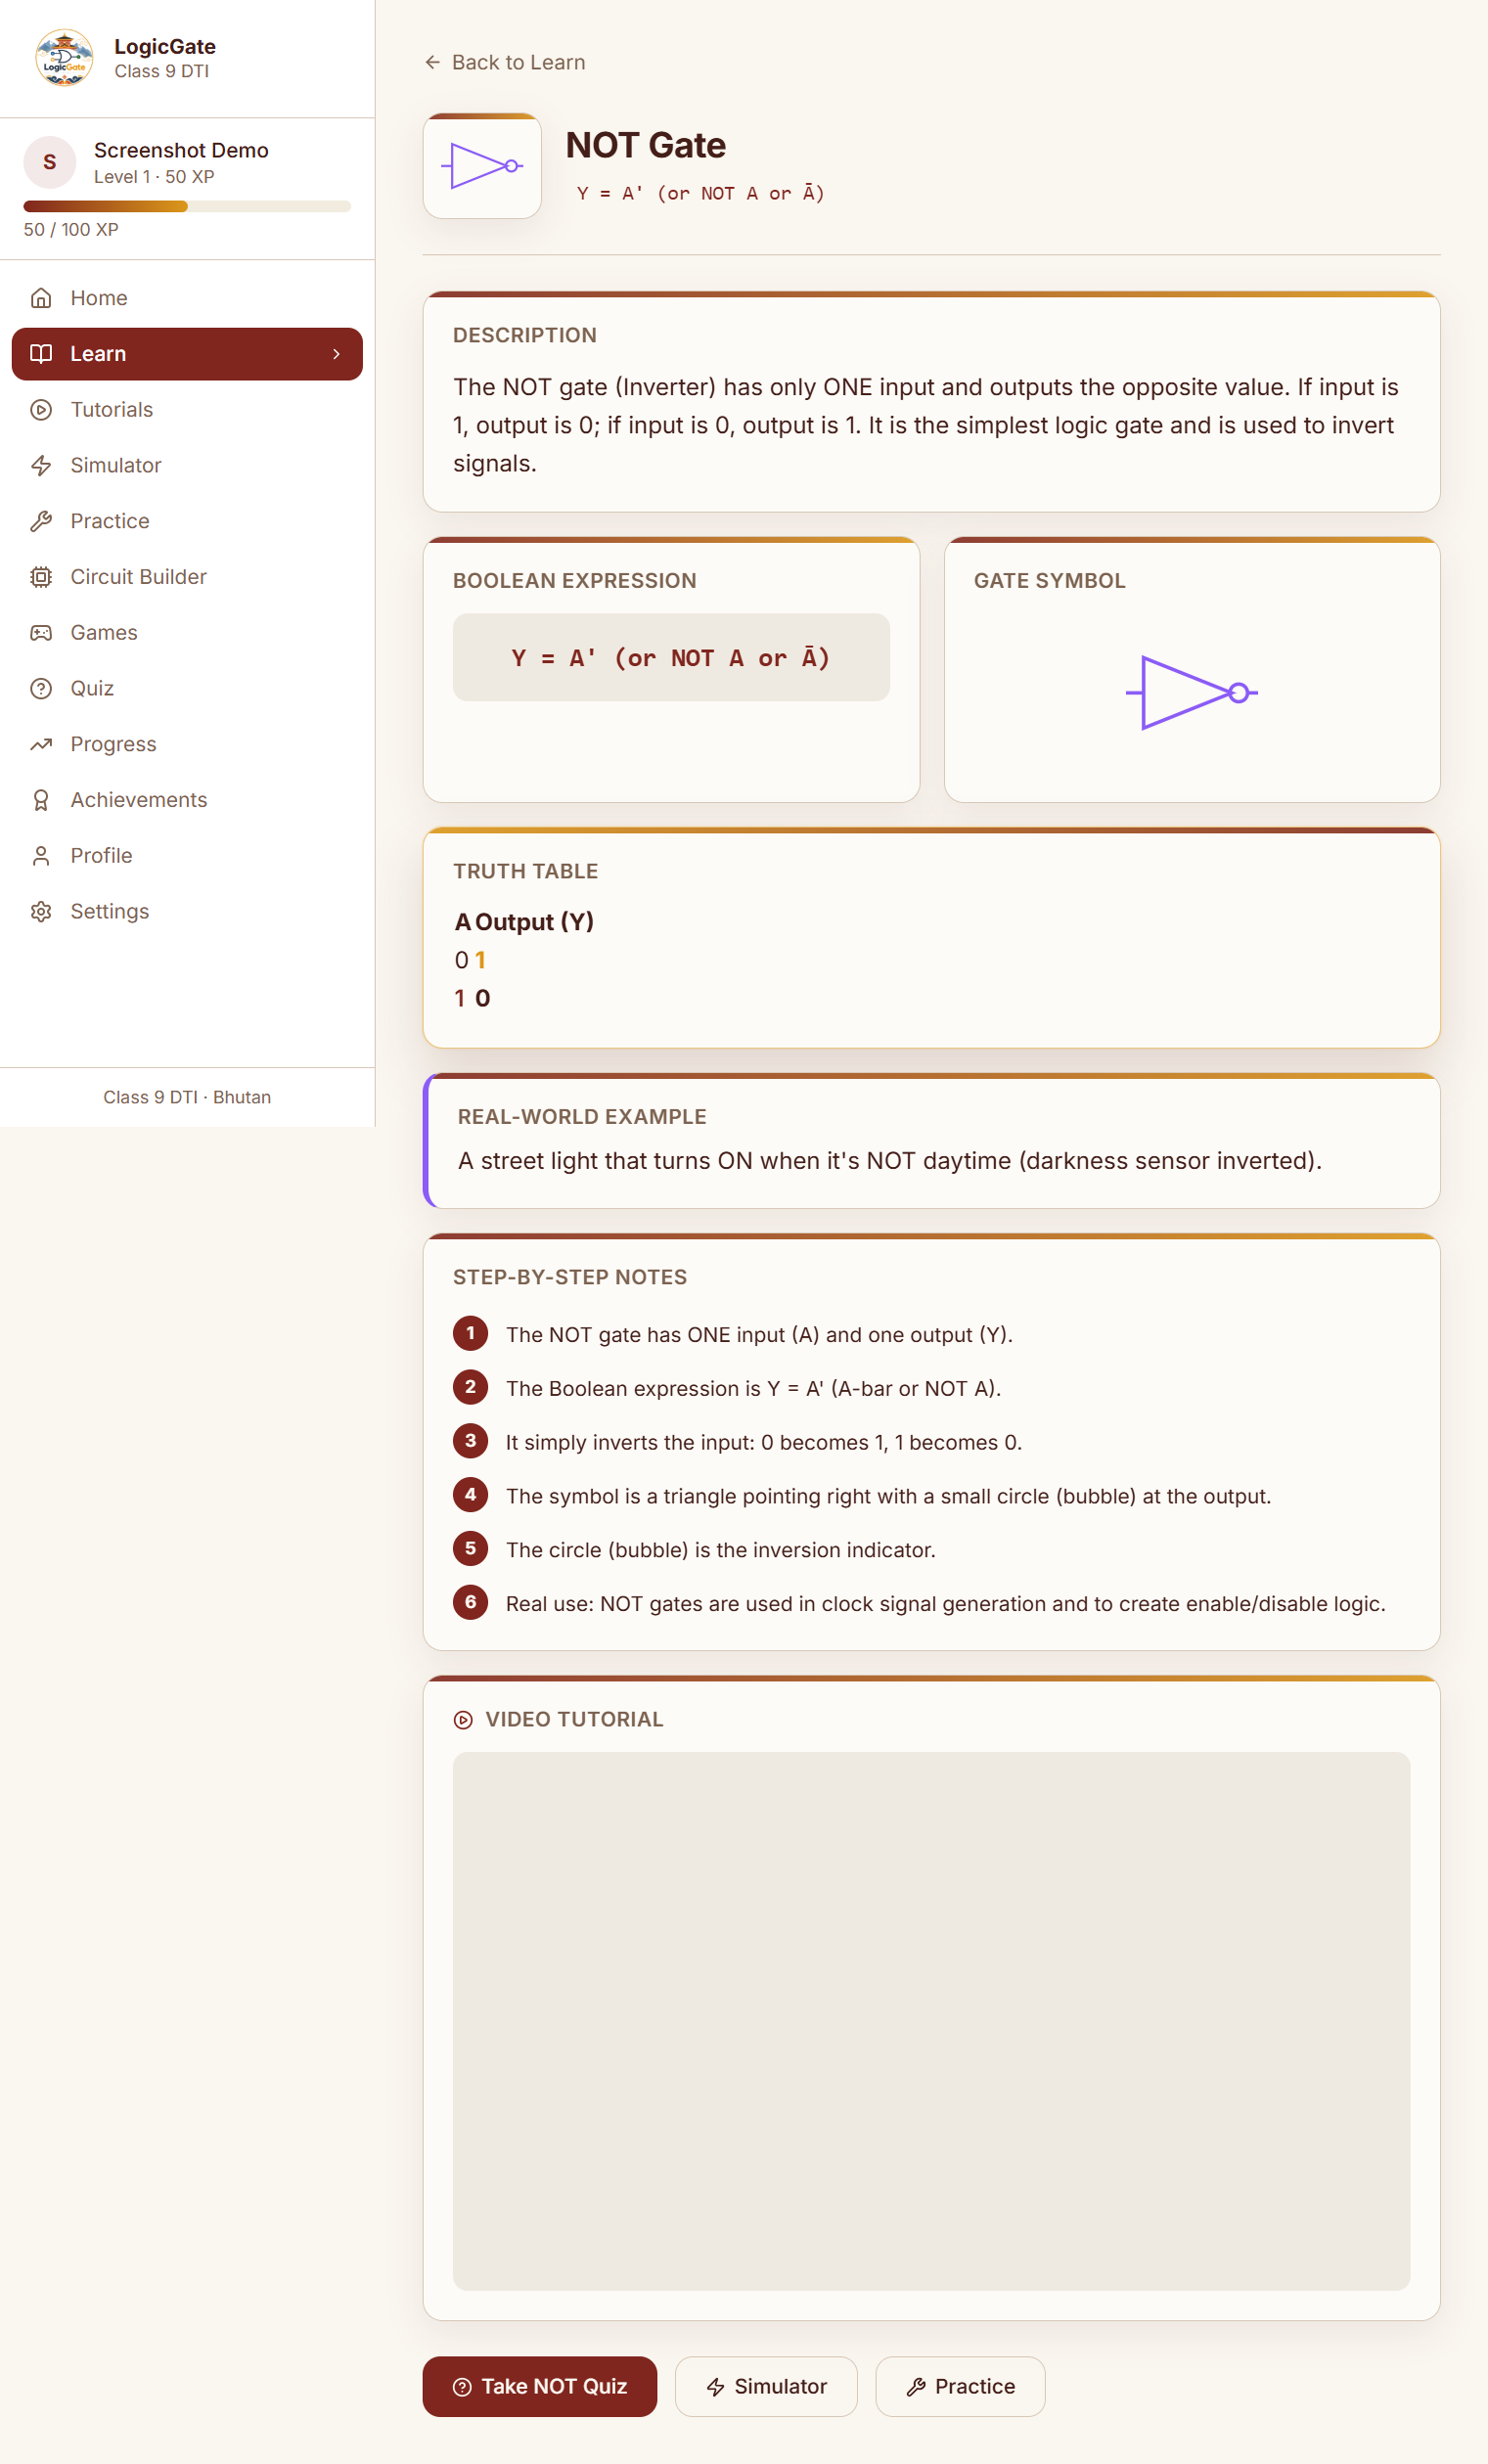 LogicGate
LogicGate
Class 9 DTI
S
Screenshot Demo
Level 1 · 50 XP
50 / 100 XP
Home
Learn
Tutorials
Simulator
Practice
Circuit Builder
Games
Quiz
Progress
Achievements
Profile
Settings
Class 9 DTI · Bhutan
Back to Learn
NOT Gate
Y = A' (or NOT A or Ā)
DESCRIPTION
The NOT gate (Inverter) has only ONE input and outputs the opposite value. If input is
1, output is 0; if input is 0, output is 1. It is the simplest logic gate and is used to invert
signals.
BOOLEAN EXPRESSION
Y = A' (or NOT A or Ā)
GATE SYMBOL
TRUTH TABLE
A Output (Y)
0 1
1 0
REAL-WORLD EXAMPLE
A street light that turns ON when it's NOT daytime (darkness sensor inverted).
STEP-BY-STEP NOTES
1 The NOT gate has ONE input (A) and one output (Y).
2 The Boolean expression is Y = A' (A-bar or NOT A).
3 It simply inverts the input: 0 becomes 1, 1 becomes 0.
4 The symbol is a triangle pointing right with a small circle (bubble) at the output.
5 The circle (bubble) is the inversion indicator.
6 Real use: NOT gates are used in clock signal generation and to create enable/disable logic.
VIDEO TUTORIAL
Take NOT Quiz
Simulator
Practice